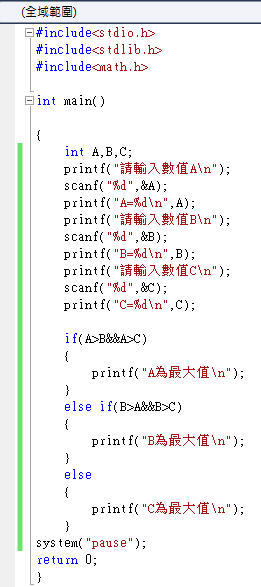 (全域範圍)
#include<stdio.h>
#include<stdlib.h>
#include<math.h>
int main()
{
int A,B,C;
printf("請輸入數值A\n");
scanf("%d",&A);
printf("A=%d\n",A);
printf("請輸入數值B\n");
scanf("%d",&B);
printf("B=%d\n",B);
printf("請輸入數值C\n");
scanf("%d",&C);
printf("C=%d\n",C);
if(A>B&&A>C)
{
printf("A為最大值\n");
}
else if(B>A&&B>C)
{
printf("B為最大值\n");
}
else
{
printf("C為最大值\n");
}
system("pause");
return 0;
}